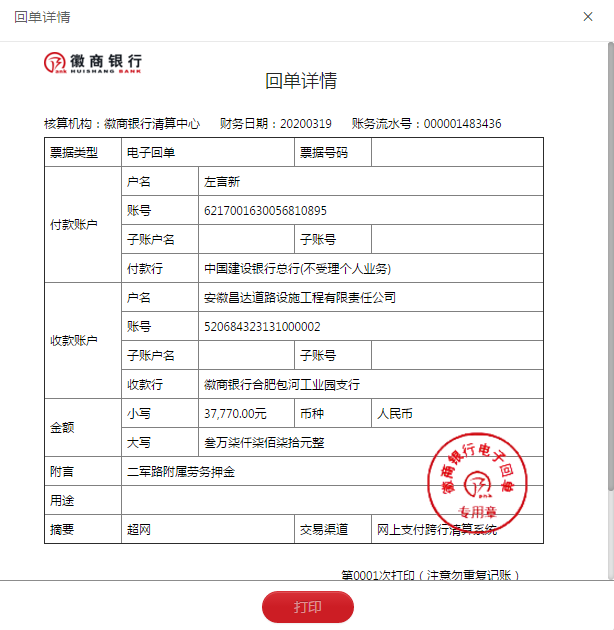 回单详情
×
徽商银行
HUISHANG BANK
回单详情
核算机构：徽商银行清算中心 财务日期：20200319 账务流水号：000001483436
票据类型 电子回单 票据号码
付款账户
户名 左言新
账号 6217001630056810895
子账户名 子账号
付款行 中国建设银行总行(不受理个人业务)
收款账户
户名 安徽昌达道路设施工程有限责任公司
账号 520684323131000002
子账户名 子账号
收款行 徽商银行合肥包河工业园支行
金额
小写 37,770.00元 币种 人民币
大写 叁万柒仟柒佰柒拾元整
附言 二军路附属劳务押金
用途
摘要 超网 交易渠道 网上支付跨行清算系统
徽商银行电子回单
专用章
第0001次打印（注意勿重复记账）
打印